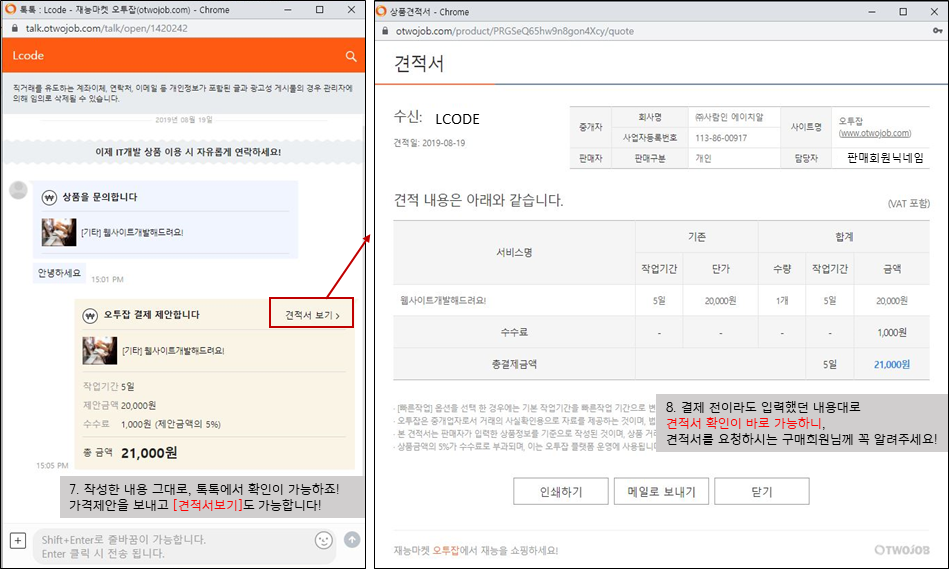 톡톡 : Lcode - 재능마켓 오투잡(otwojob.com) - Chrome
talk.otwojob.com/talk/open/1420242
Lcode
직거래를 유도하는 계좌이체, 연락처, 이메일 등 개인정보가 포함된 글과 광고성 게시물의 경우 관리자에
의해 임의로 삭제될 수 있습니다.
2019년 08월 19일
이제 IT개발 상품 이용 시 자유롭게 연락하세요!
상품을 문의합니다
[기타] 웹사이트개발해드려요!
안녕하세요
15:01 PM
오투잡 결제 제안합니다
견적서 보기 >
[기타] 웹사이트개발해드려요!
작업기간 5일
제안금액 20,000원
수수료 1,000원 (제안금액의 5%)
총 금액 21,000원
15:05 PM
7. 작성한 내용 그대로, 톡톡에서 확인이 가능하죠!
가격제안을 보내고 [견적서보기]도 가능합니다!
Shift+Enter로 줄바꿈이 가능합니다.
Enter 클릭 시 전송 됩니다.
상품견적서 - Chrome
otwojob.com/product/PRGSeQ65hw9n8gon4Xcy/quote
견적서
수신: LCODE
견적일: 2019-08-19
중개자 회사명 ㈜사람인 에이치알 사이트명 오투잡
(www.otwojob.com)
사업자등록번호 113-86-00917
판매자 판매구분 개인 담당자 판매회원닉네임
견적 내용은 아래와 같습니다.
(VAT 포함)
서비스명 기존 합계
작업기간 단가 수량 작업기간 금액
웹사이트개발해드려요! 5일 20,000원 1개 5일 20,000원
수수료 - - - - 1,000원
총결제금액 5일 21,000원
· [빠른작업] 옵션을 선택 한 경우에는 기본 작업기간을 빠른작업 기간으로 변
· 오투잡은 중개업자로서 거래의 사실확인용으로 자료를 제공하는 것이며, 법
· 본 견적서는 판매자가 입력한 상품정보를 기준으로 작성된 것이며, 상품 거
· 상품금액의 5%가 수수료로 부과되며, 이는 오투잡 플랫폼 운영에 사용됩니
8. 결제 전이라도 입력했던 내용대로
견적서 확인이 바로 가능하니,
견적서를 요청하시는 구매회원님께 꼭 알려주세요!
인쇄하기
메일로 보내기
닫기
재능마켓 오투잡에서 재능을 쇼핑하세요!
OTWOJOB